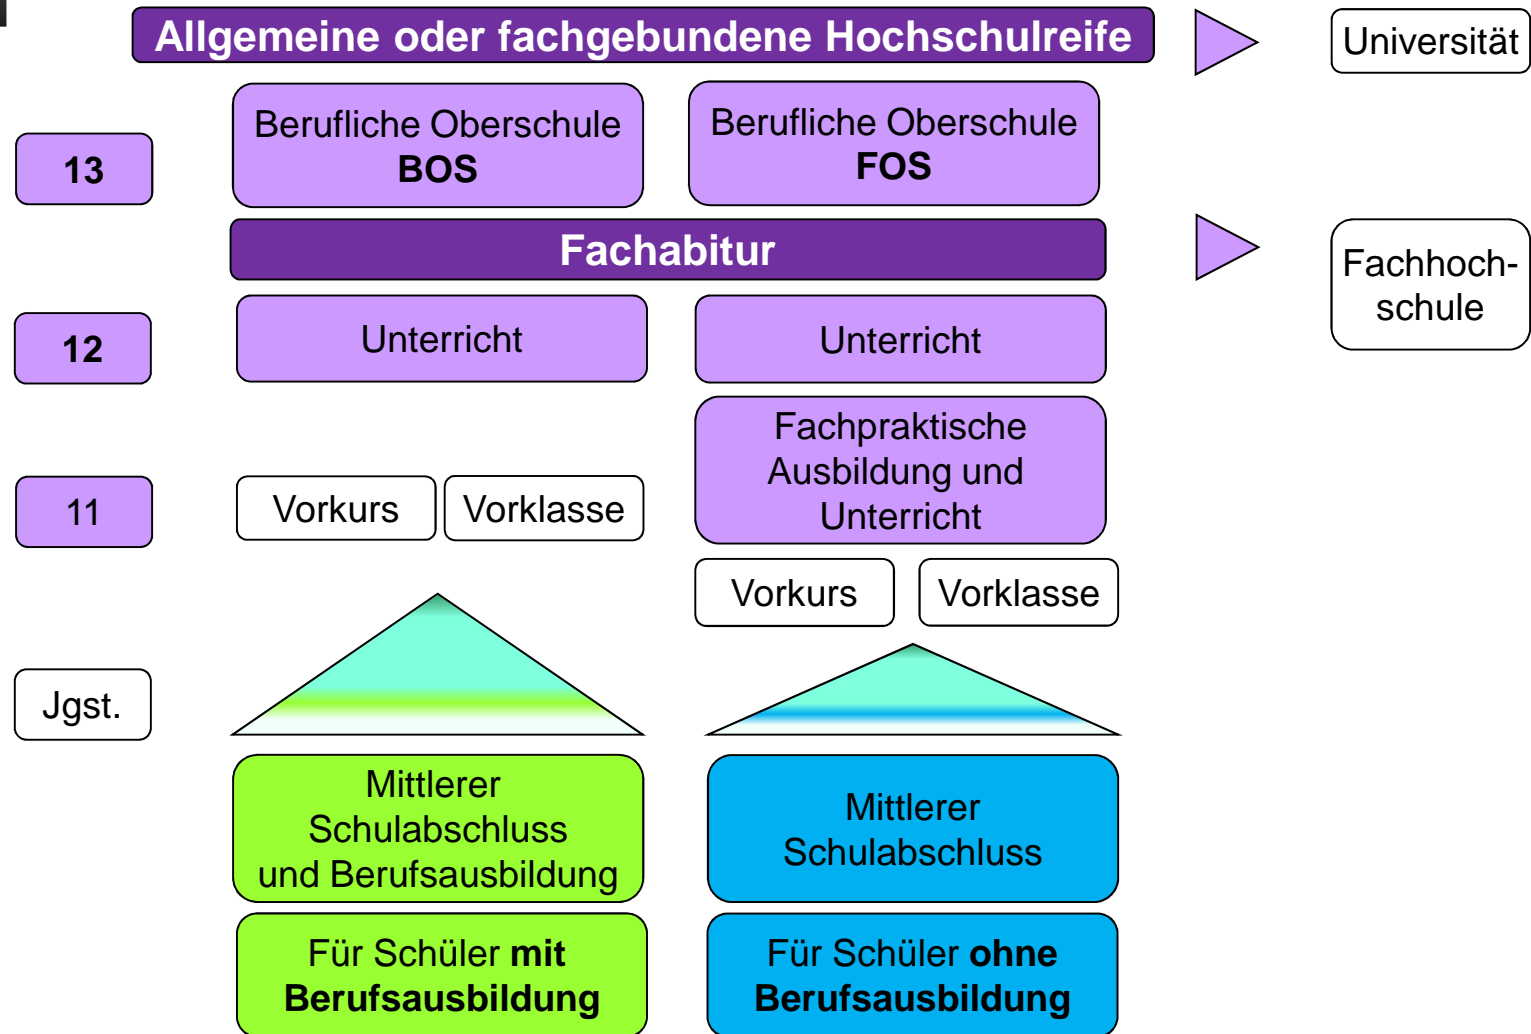 Allgemeine oder fachgebundene Hochschulreife
Universität
13
Berufliche Oberschule
BOS
Berufliche Oberschule
FOS
Fachabitur
Fachhoch-
schule
12
Unterricht
Unterricht
11
Vorkurs
Vorklasse
Fachpraktische
Ausbildung und
Unterricht
Vorkurs
Vorklasse
Jgst.
Mittlerer
Schulabschluss
und Berufsausbildung
Mittlerer
Schulabschluss
Für Schüler mit
Berufsausbildung
Für Schüler ohne
Berufsausbildung